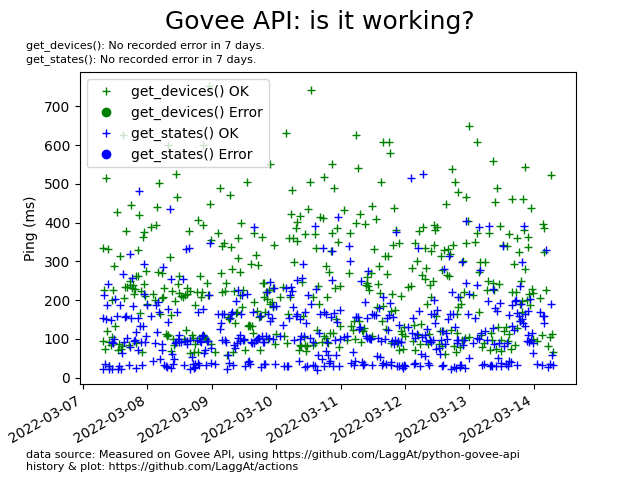 Govee API: is it working?
get_devices(): No recorded error in 7 days.
get_states(): No recorded error in 7 days.
get_devices() OK
get_devices() Error
get_states() OK
get_states() Error
Ping (ms)
700
600
500
400
300
200
100
0
2022-03-07
2022-03-08
2022-03-09
2022-03-10
2022-03-11
2022-03-12
2022-03-13
2022-03-14
data source: Measured on Govee API, using https://github.com/LaggAt/python-govee-api
history & plot: https://github.com/LaggAt/actions